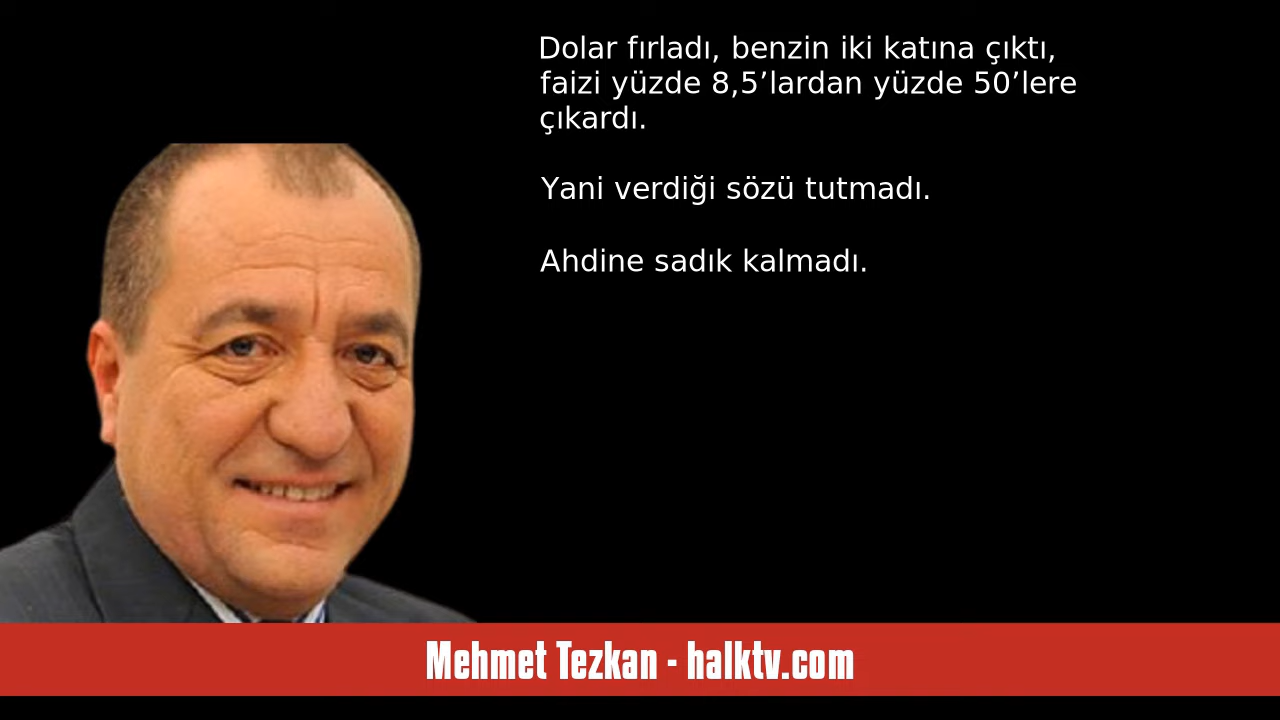 Dolar fırladı, benzin iki katına çıktı,
faizi yüzde 8,5’lardan yüzde 50’lere
çıkardı.
Yani verdiği sözü tutmadı.
Ahdine sadık kalmadı.
Mehmet Tezkan - halktv.com